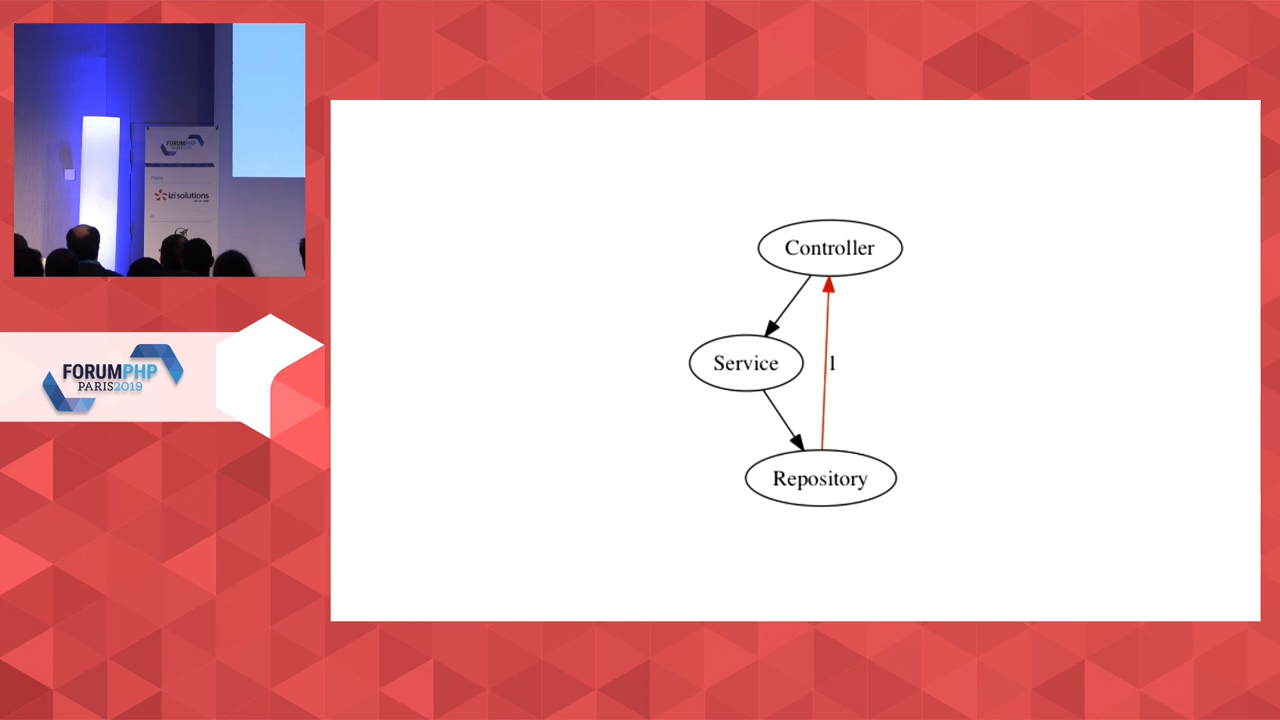 FORUMPHP
izi solutions
FORUMPHP
PARIS2019
Controller
Service
1
Repository